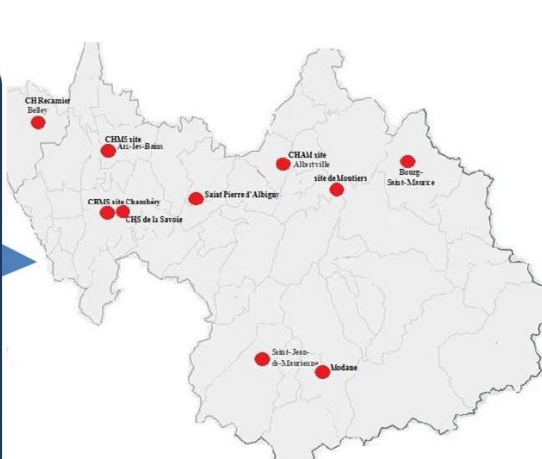 CH Recamier
Belley
CHMS site
Aix-les-Bains
CHAM site
Albertville
site de Moutiers
Bourg-
Saint-Maurice
Saint Pierre d'Albigny
CHMS site Chambéry
CHS de la Savoie
Saint-Jean-
de-Maurienne
Modane